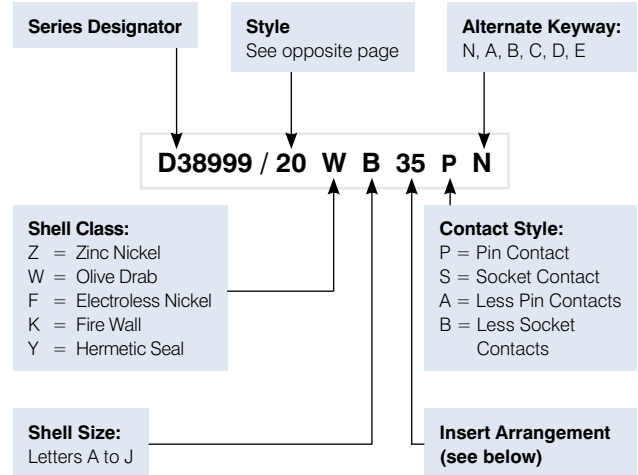 Series Designator
Style
See opposite page
Alternate Keyway:
N, A, B, C, D, E
D38999 / 20 W B 35 P N
Shell Class:
Z = Zinc Nickel
W = Olive Drab
F = Electroless Nickel
K = Fire Wall
Y = Hermetic Seal
Contact Style:
P = Pin Contact
S = Socket Contact
A = Less Pin Contacts
B = Less Socket
Contacts
Shell Size:
Letters A to J
Insert Arrangement
(see below)